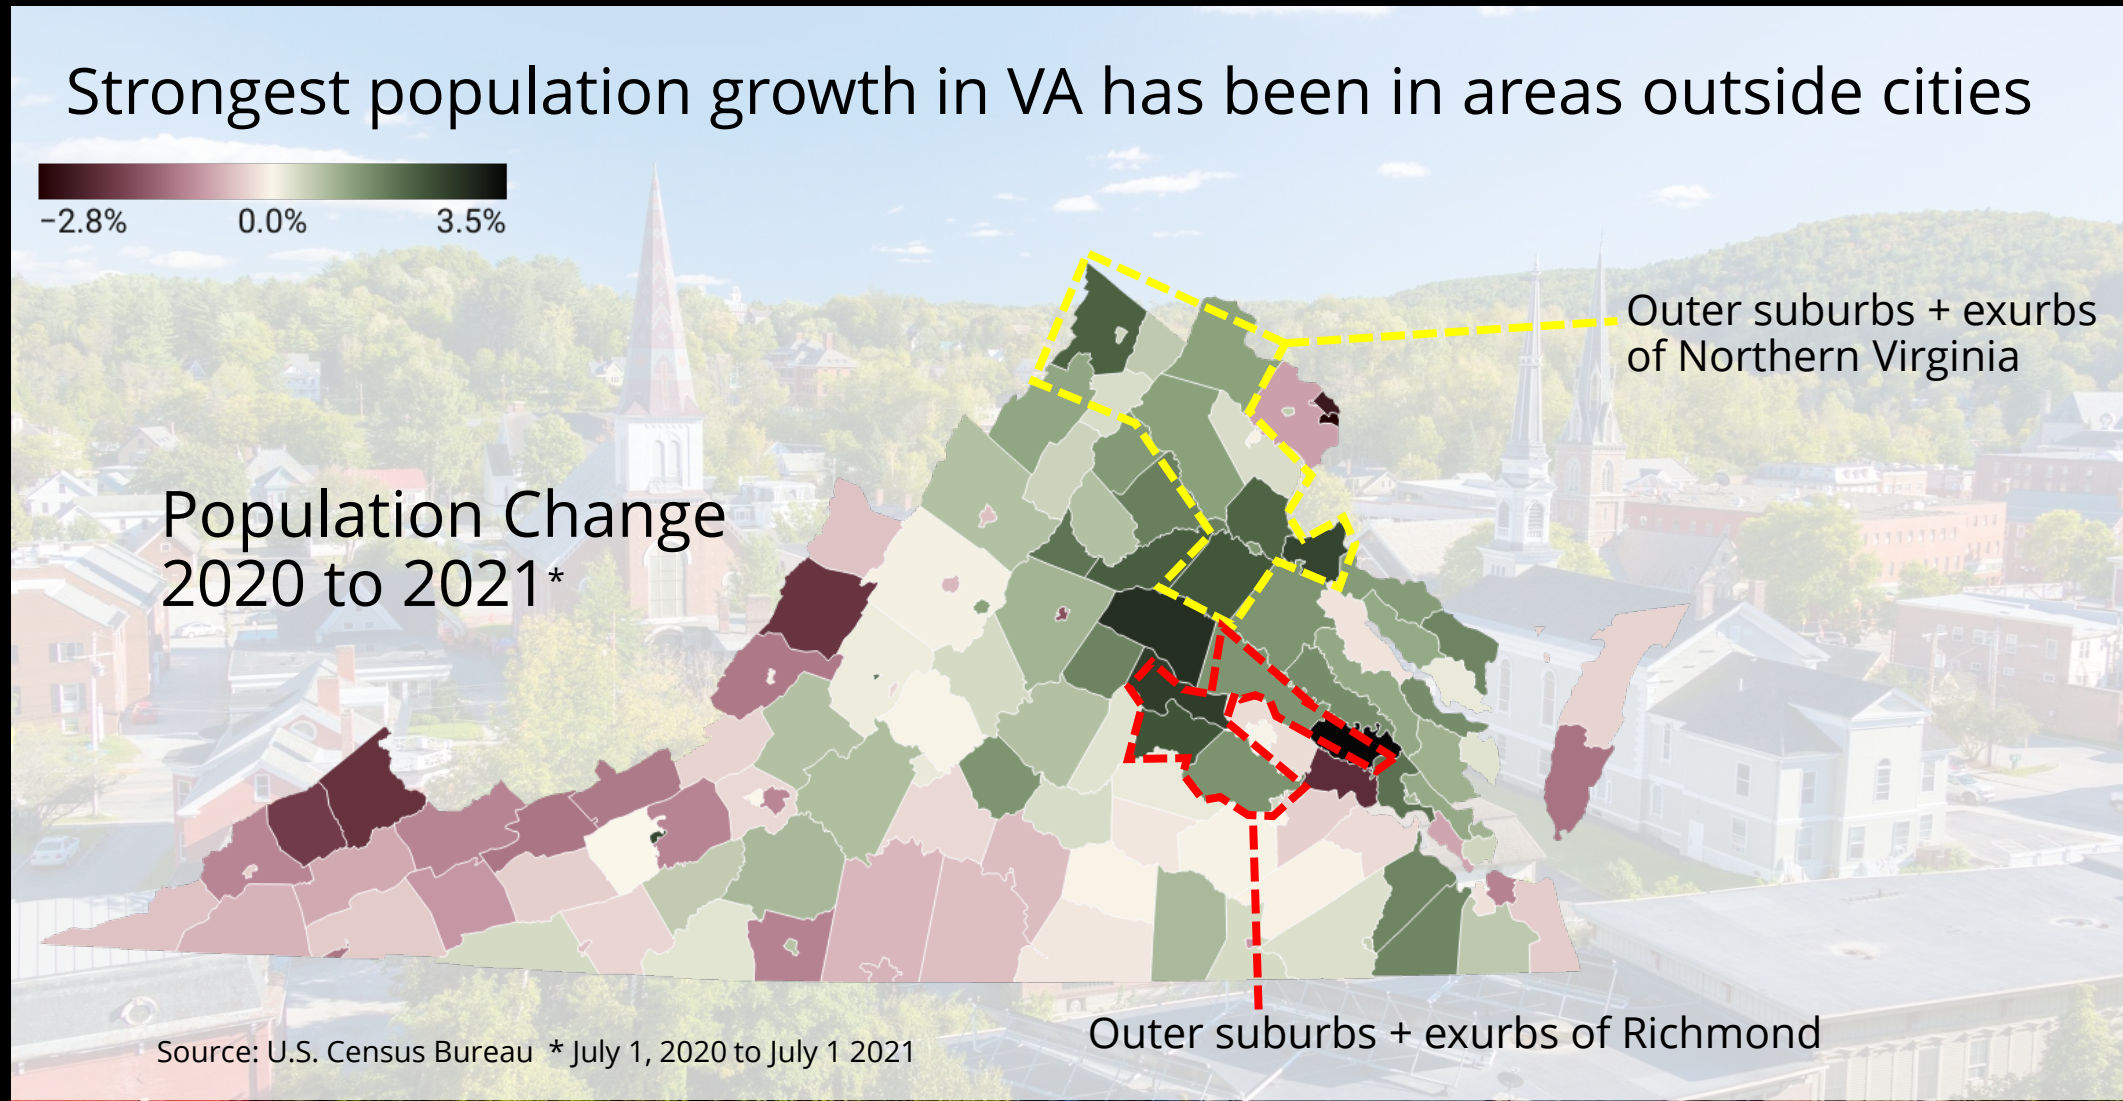 Strongest population growth in VA has been in areas outside cities
−2.8% 0.0% 3.5%
Outer suburbs + exurbs
of Northern Virginia
Population Change
2020 to 2021*
Outer suburbs + exurbs of Richmond
Source: U.S. Census Bureau * July 1, 2020 to July 1 2021